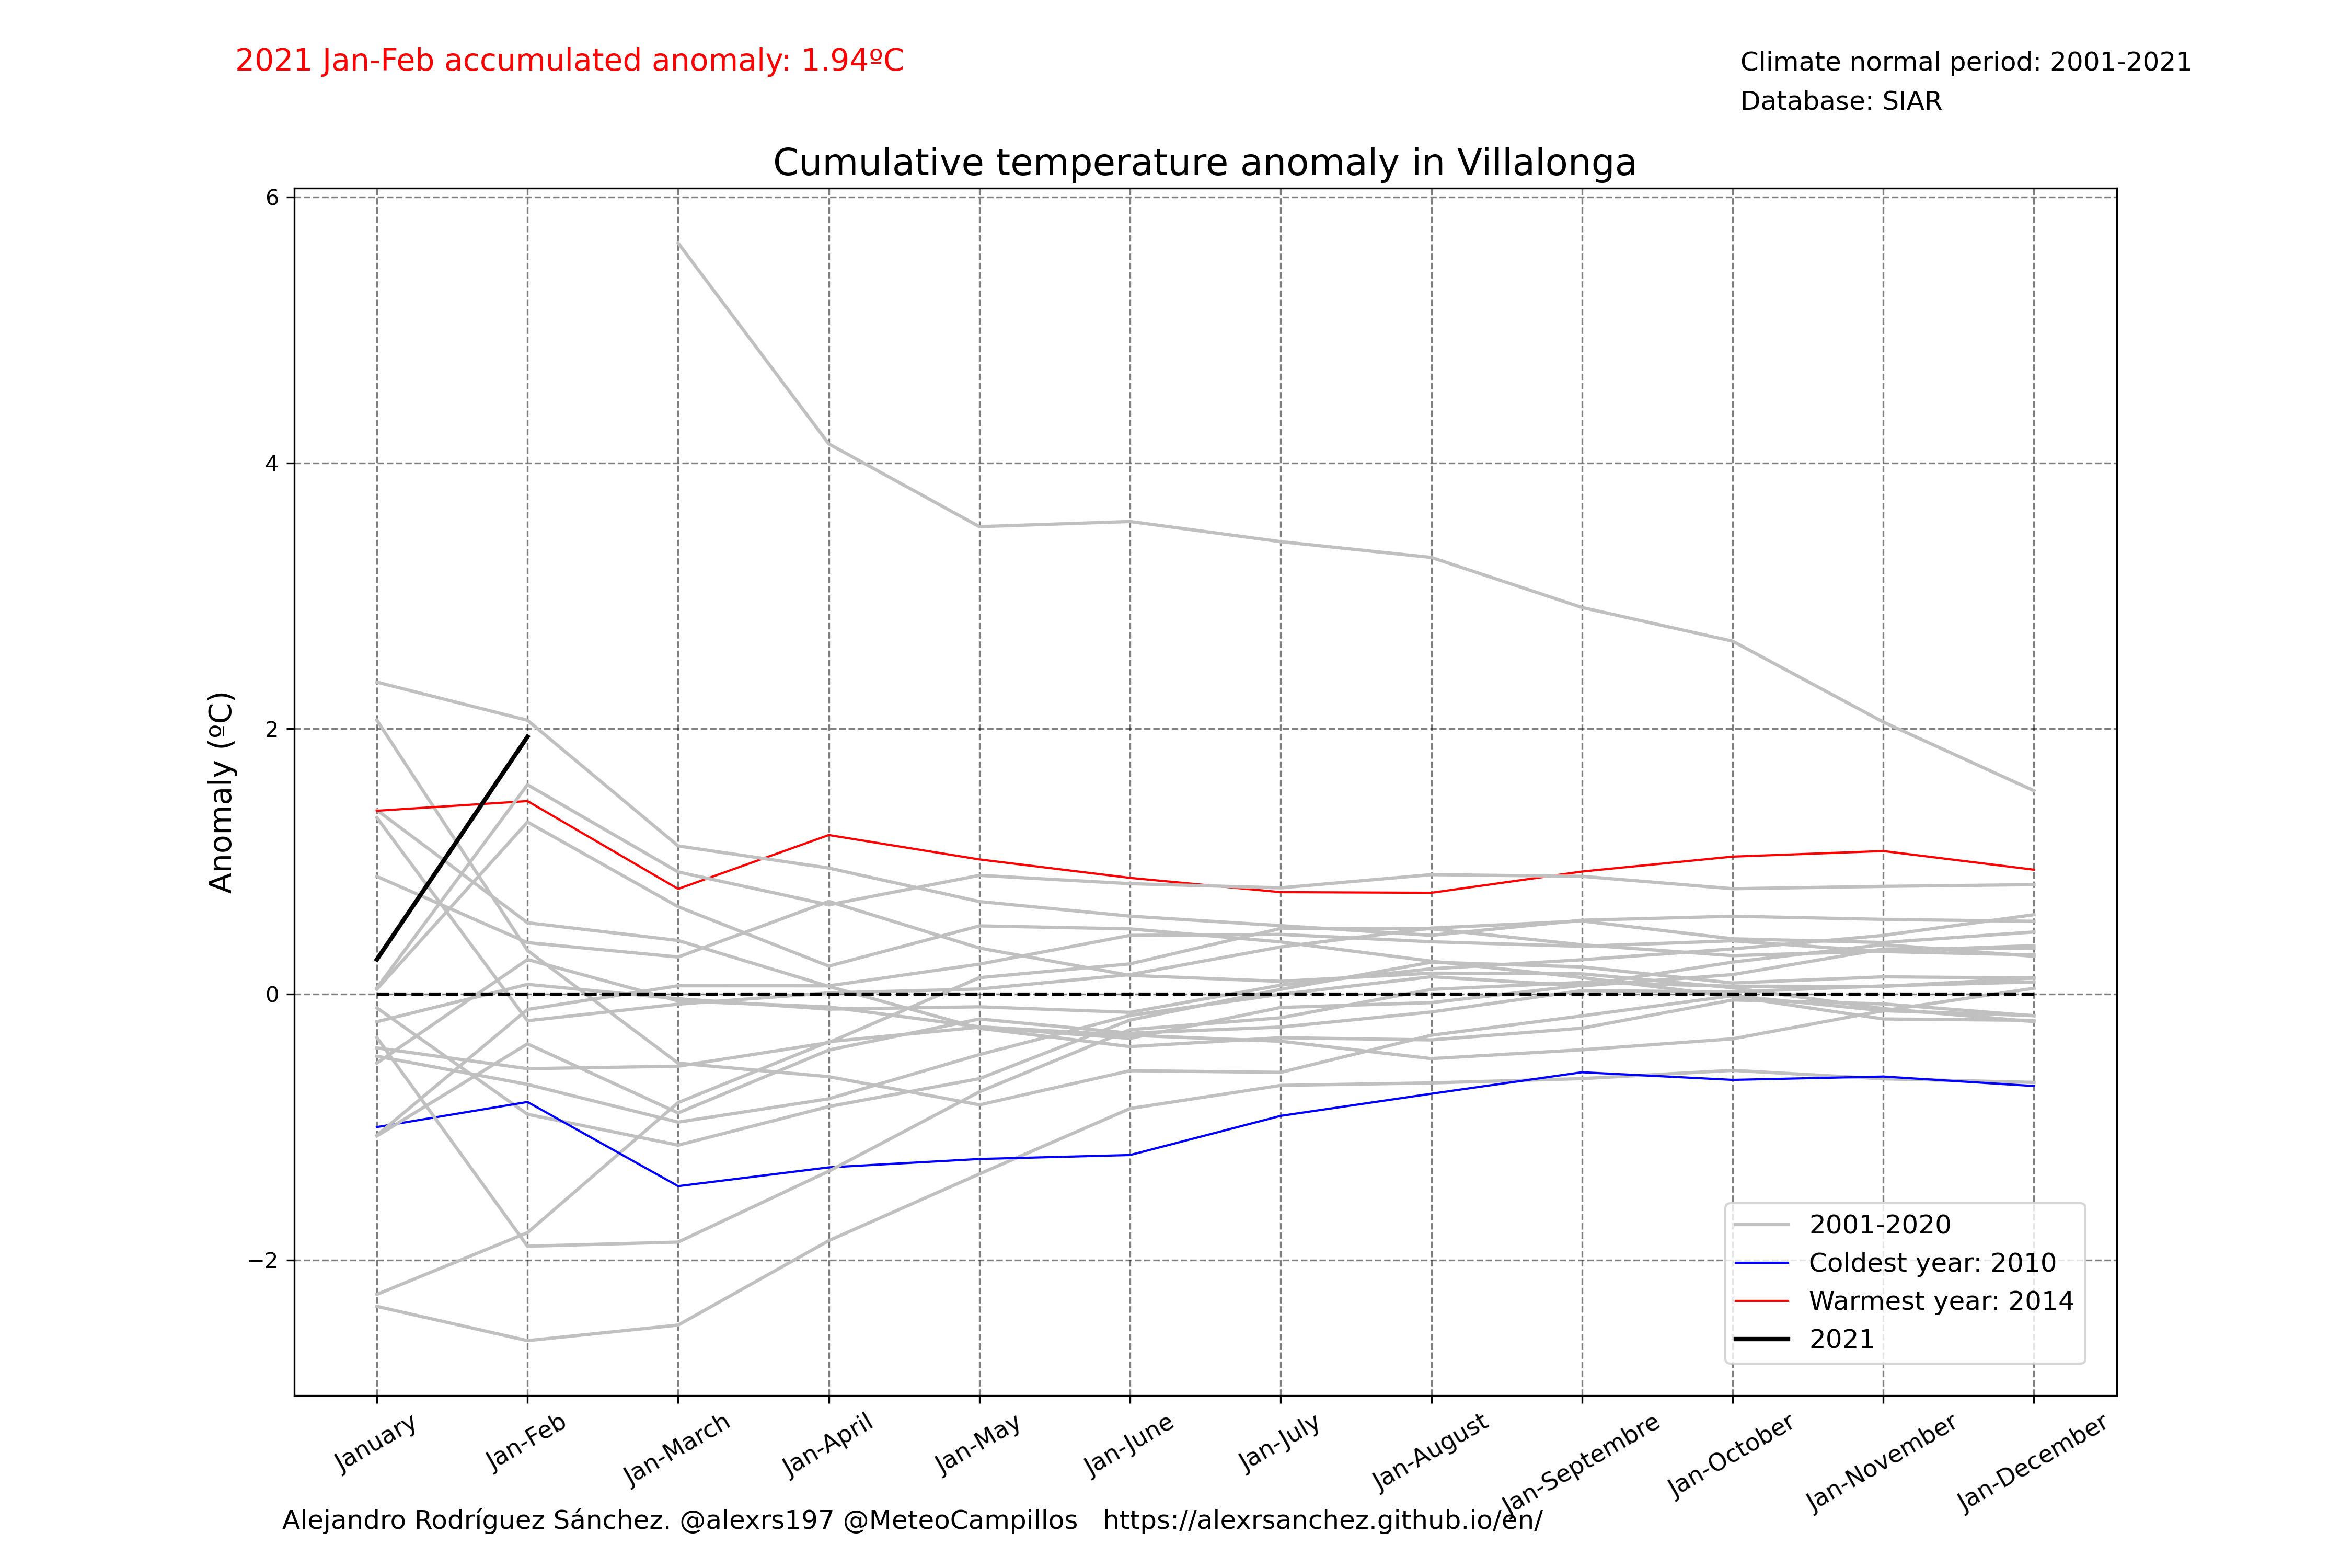 2021 Jan-Feb accumulated anomaly: 1.94ºC
Climate normal period: 2001-2021
Database: SIAR
Cumulative temperature anomaly in Villalonga
Anomaly (ºC)
6
4
2
0
−2
2001-2020
Coldest year: 2010
Warmest year: 2014
2021
January
Jan-Feb
Jan-March
Jan-April
Jan-May
Jan-June
Jan-July
Jan-August
Jan-Septembre
Jan-October
Jan-November
Jan-December
Alejandro Rodríguez Sánchez. @alexrs197 @MeteoCampillos https://alexrsanchez.github.io/en/